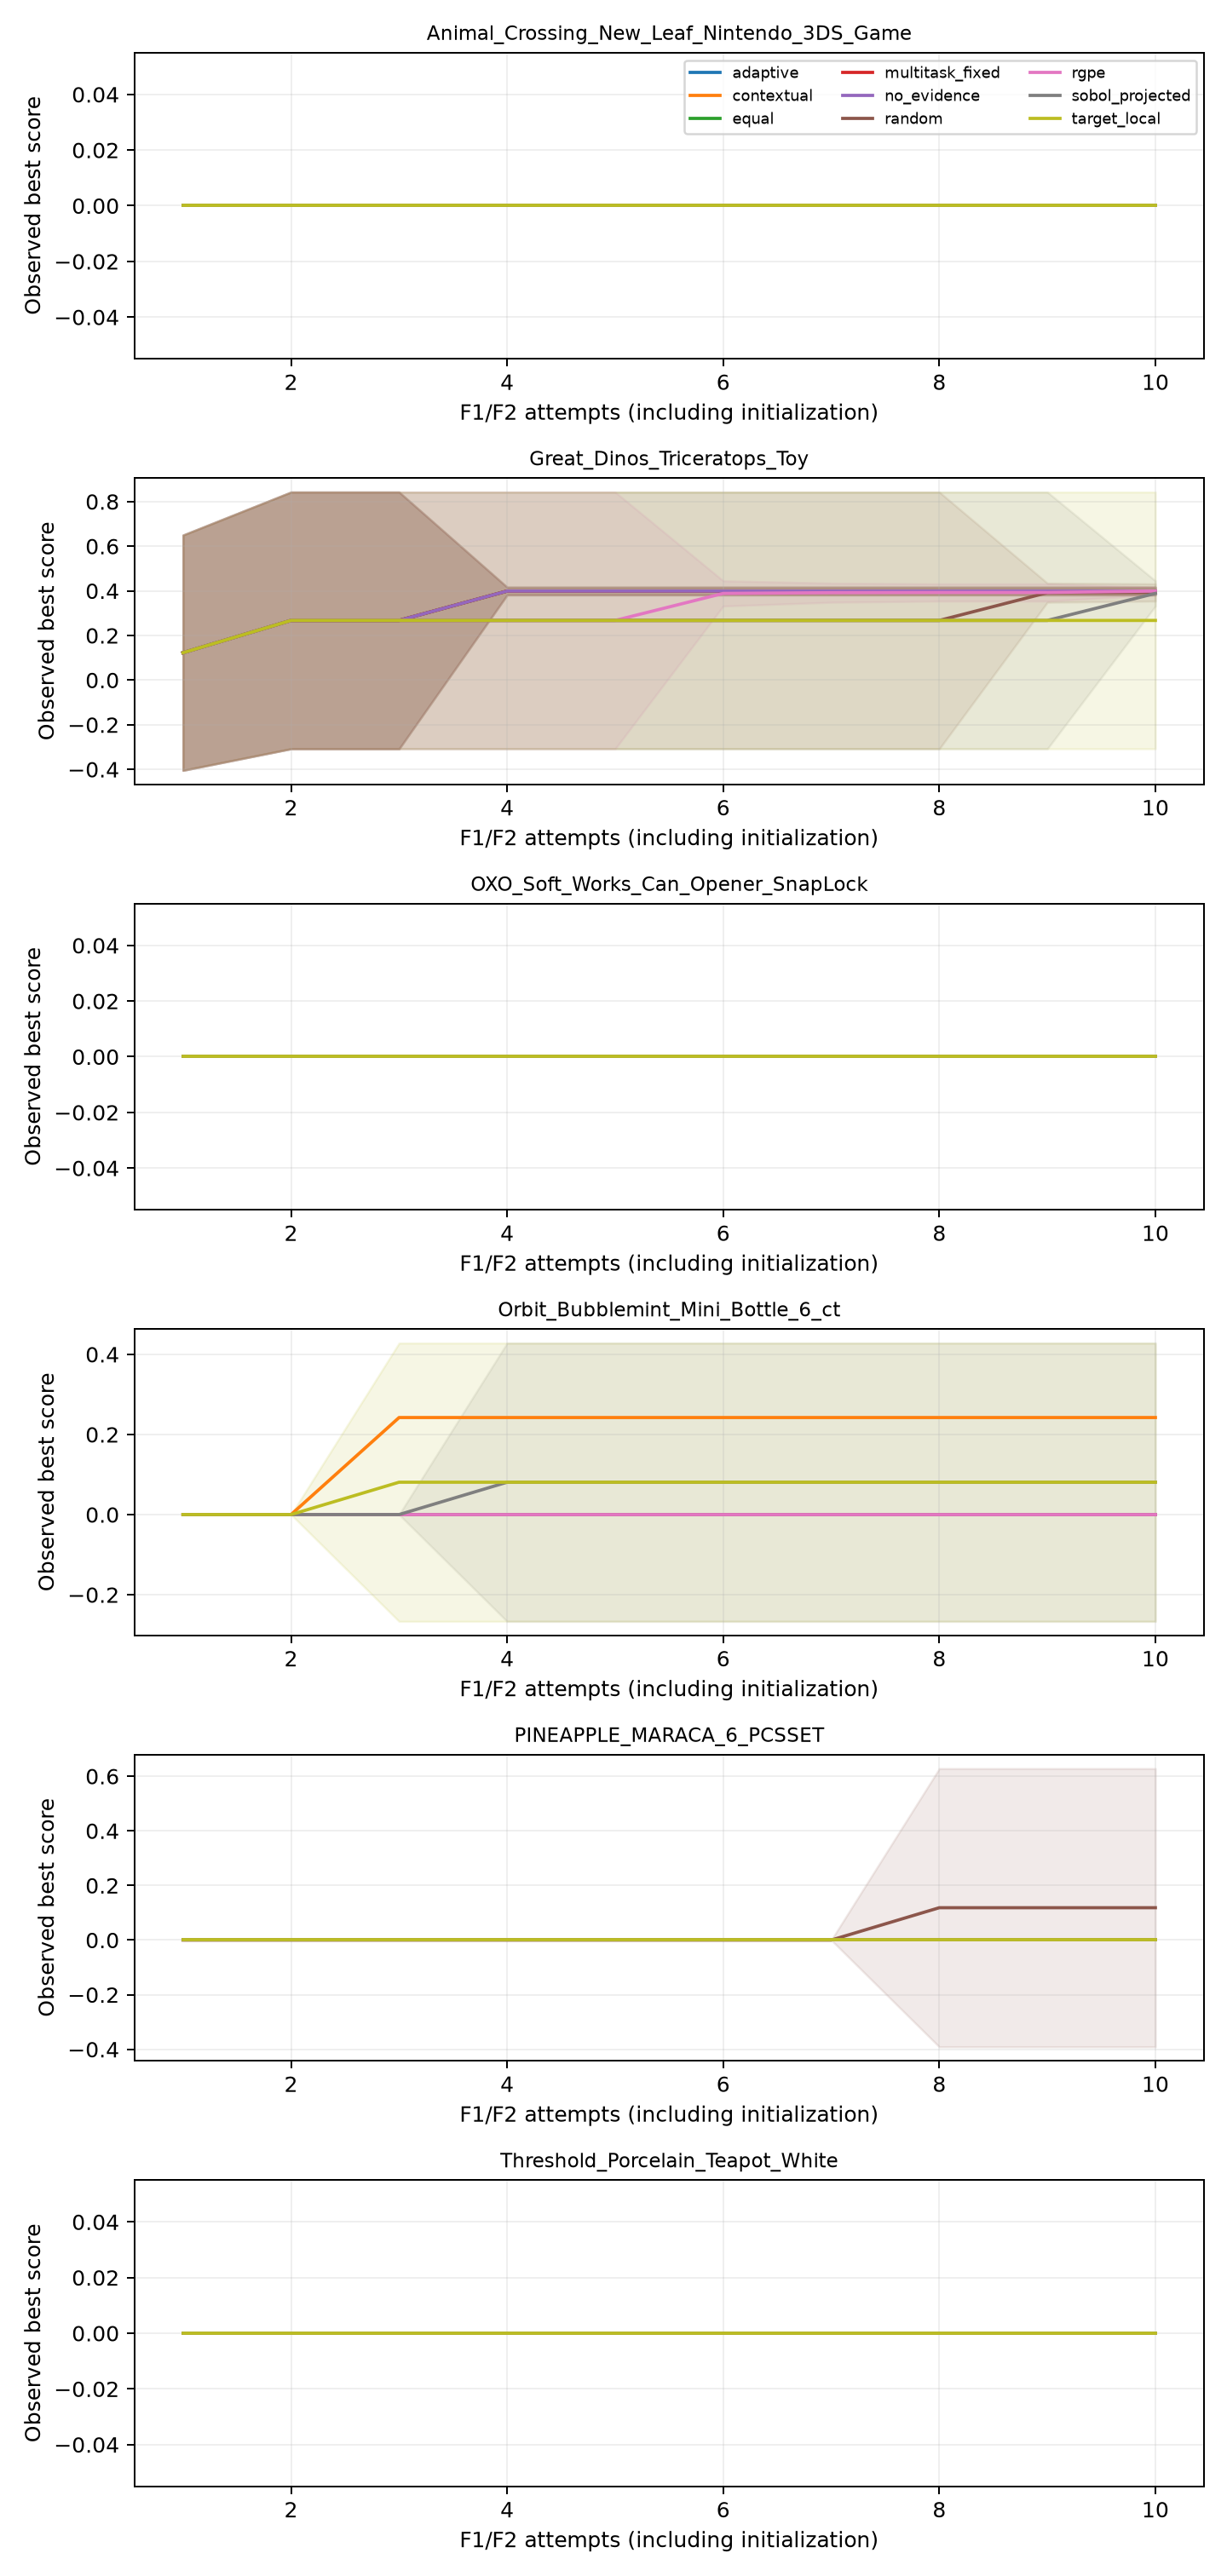 Animal_Crossing_New_Leaf_Nintendo_3DS_Game
Observed best score
0.04
0.02
0.00
−0.02
−0.04
adaptive
contextual
equal
multitask_fixed
no_evidence
random
rgpe
sobol_projected
target_local
2 4 6 8 10
F1/F2 attempts (including initialization)
Great_Dinos_Triceratops_Toy
Observed best score
0.8
0.6
0.4
0.2
0.0
−0.2
−0.4
2 4 6 8 10
F1/F2 attempts (including initialization)
OXO_Soft_Works_Can_Opener_SnapLock
Observed best score
0.04
0.02
0.00
−0.02
−0.04
2 4 6 8 10
F1/F2 attempts (including initialization)
Orbit_Bubblemint_Mini_Bottle_6_ct
Observed best score
0.4
0.2
0.0
−0.2
2 4 6 8 10
F1/F2 attempts (including initialization)
PINEAPPLE_MARACA_6_PCSSET
Observed best score
0.6
0.4
0.2
0.0
−0.2
−0.4
2 4 6 8 10
F1/F2 attempts (including initialization)
Threshold_Porcelain_Teapot_White
Observed best score
0.04
0.02
0.00
−0.02
−0.04
2 4 6 8 10
F1/F2 attempts (including initialization)